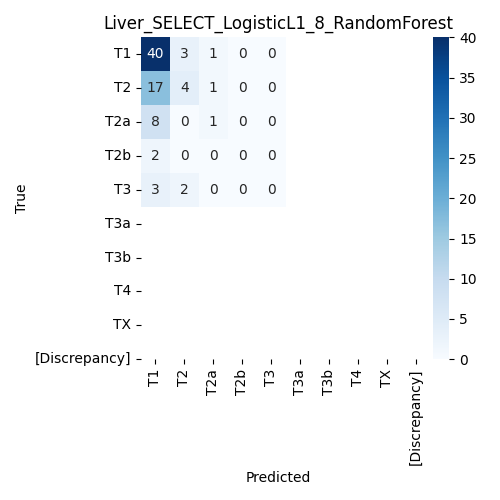 Liver_SELECT_LogisticL1_8_RandomForest
True
T1 40 3 1 0 0
T2 17 4 1 0 0
T2a 8 0 1 0 0
T2b 2 0 0 0 0
T3 3 2 0 0 0
T3a
T3b
T4
TX
[Discrepancy]
T1 T2 T2a T2b T3 T3a T3b T4 TX [Discrepancy]
Predicted
40
35
30
25
20
15
10
5
0